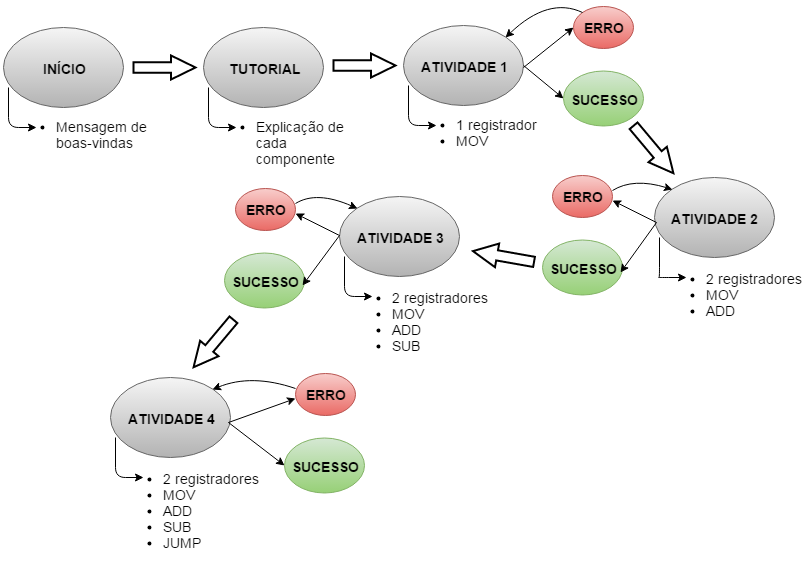 INÍCIO
• Mensagem de
boas-vindas
TUTORIAL
• Explicação de
cada
componente
ATIVIDADE 1
• 1 registrador
• MOV
ERRO
SUCESSO
ATIVIDADE 2
• 2 registradores
• MOV
• ADD
ERRO
SUCESSO
ATIVIDADE 3
• 2 registradores
• MOV
• ADD
• SUB
ERRO
SUCESSO
ATIVIDADE 4
• 2 registradores
• MOV
• ADD
• SUB
• JUMP
ERRO
SUCESSO